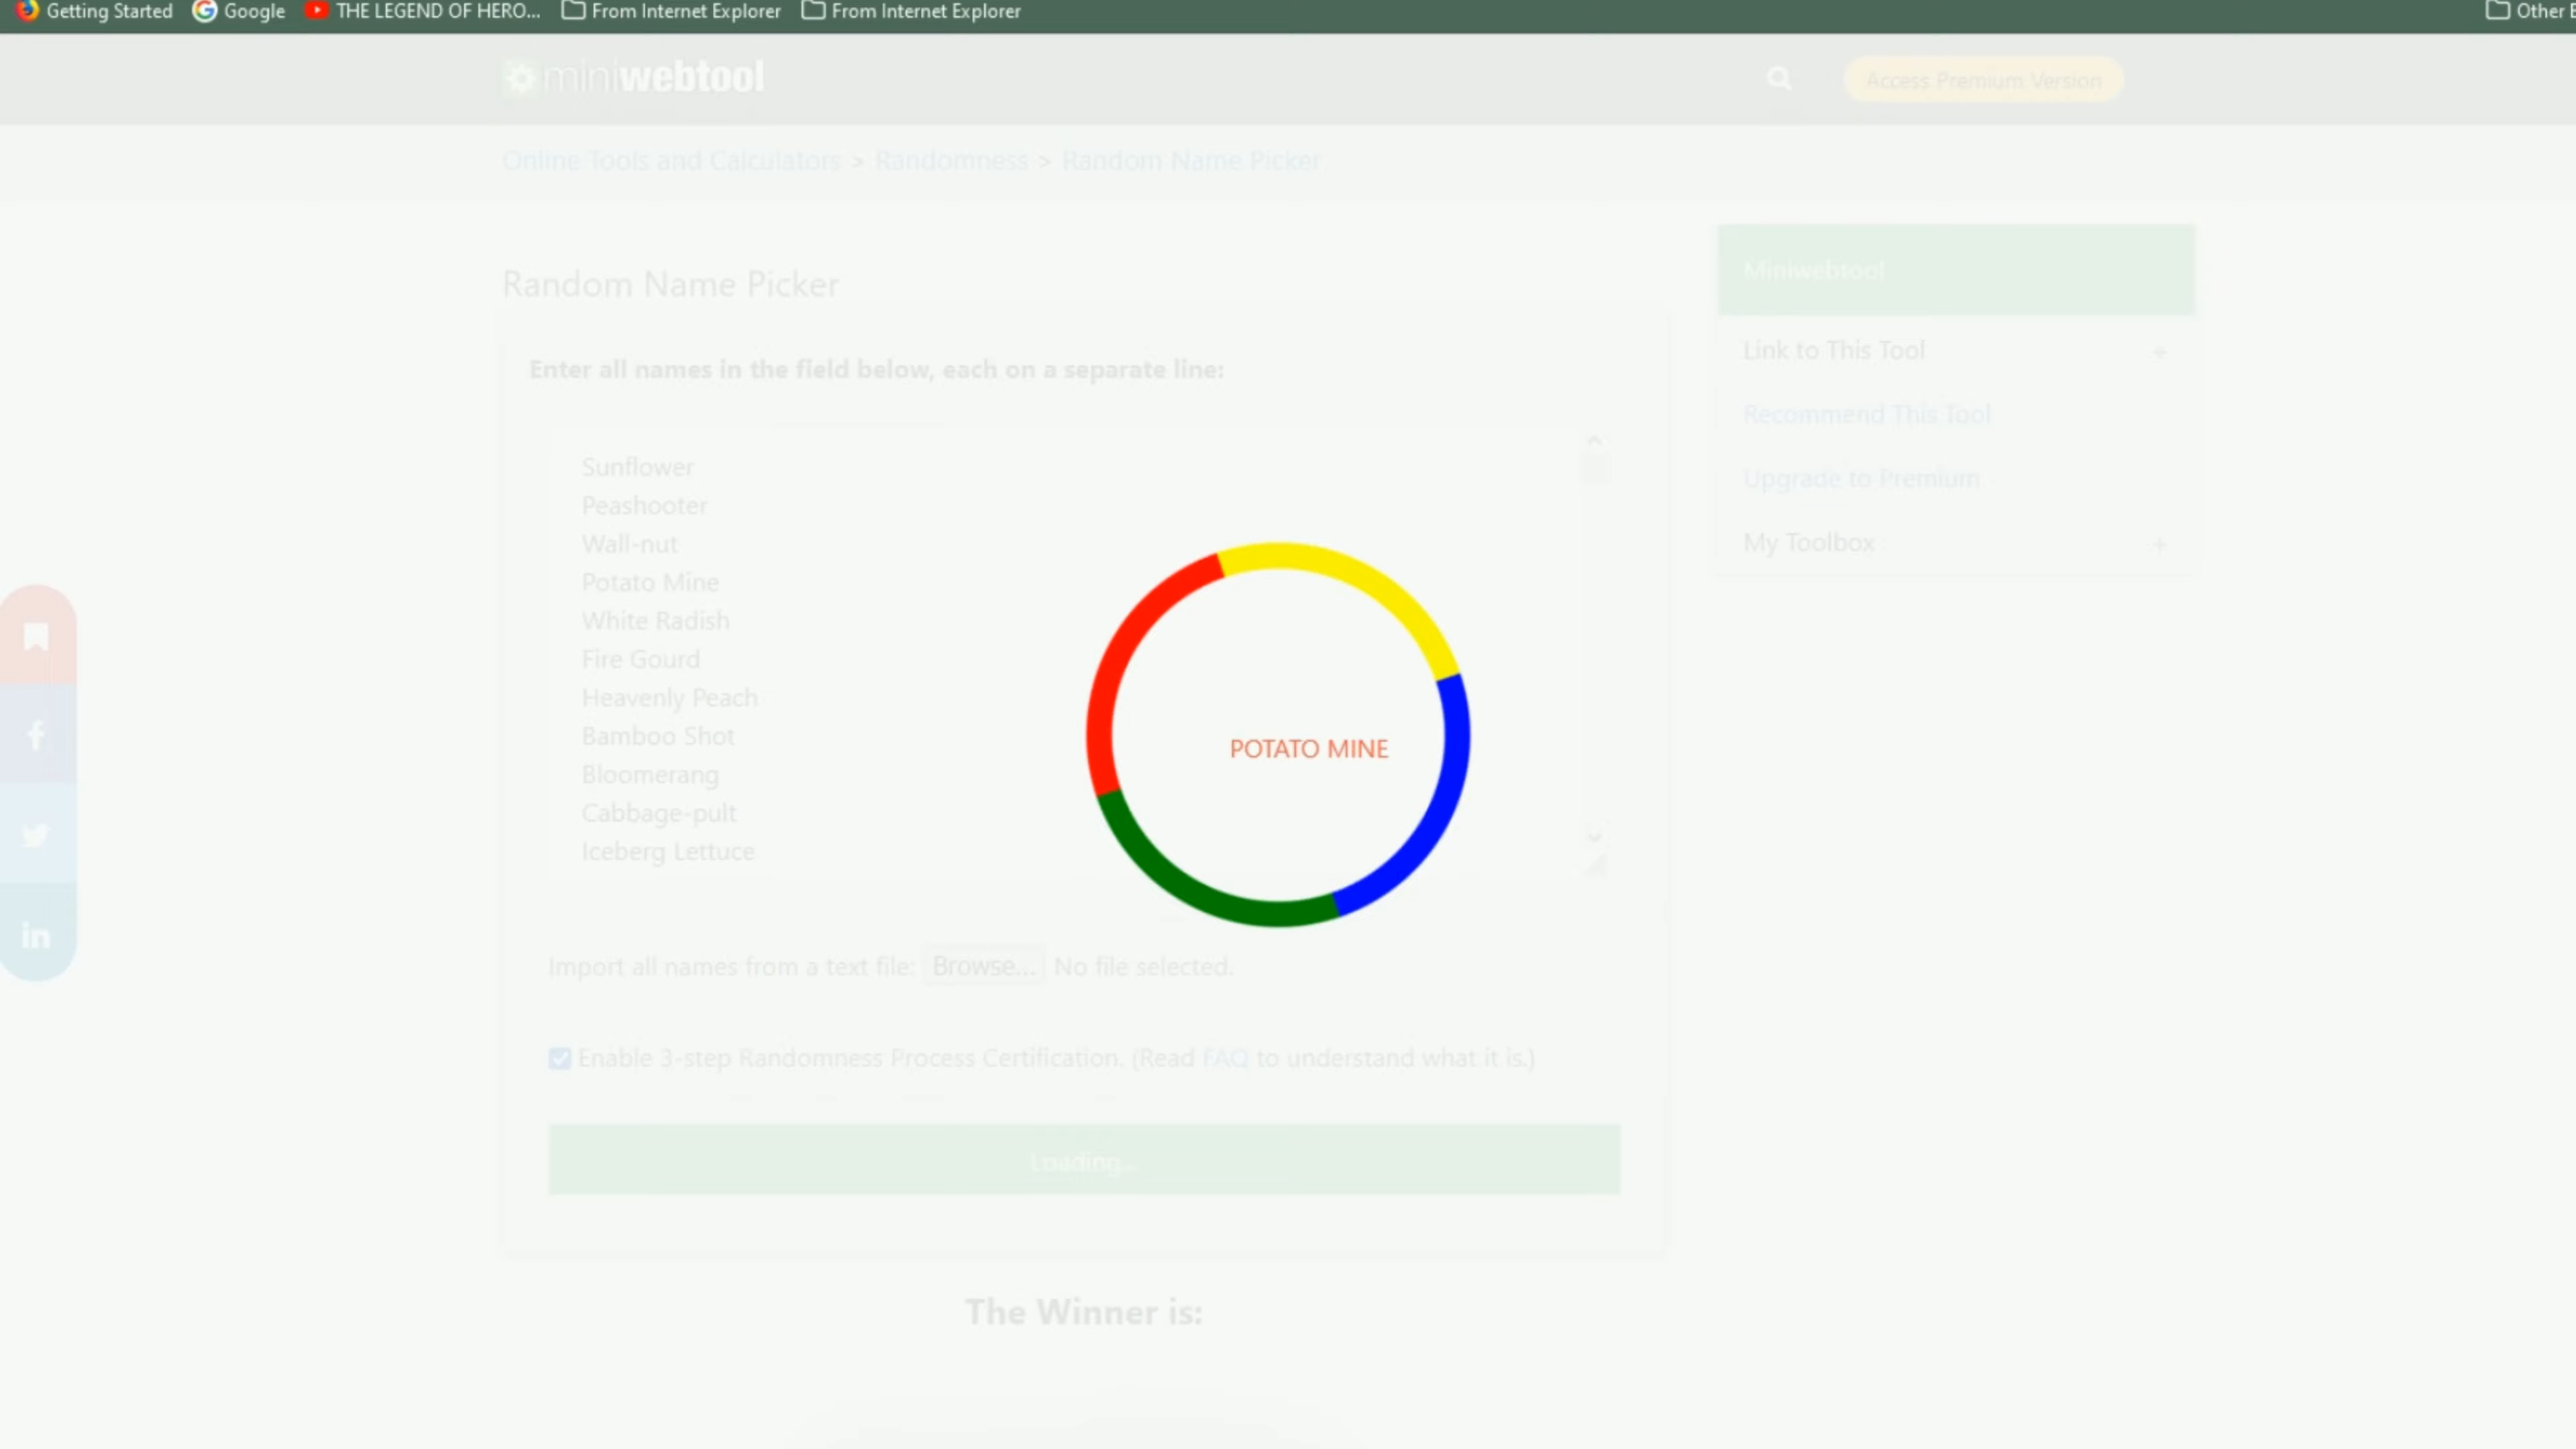 Getting Started Google THE LEGEND OF HERO... From Internet Explorer From Internet Explorer Other
miniwebtool
Access Premium Version
Online Tools and Calculators > Randomness > Random Name Picker
Random Name Picker
Enter all names in the field below, each on a separate line:
Sunflower
Peashooter
Wall-nut
Potato Mine
White Radish
Fire Gourd
Heavenly Peach
Bamboo Shot
Bloomerang
Cabbage-pult
Iceberg Lettuce
POTATO MINE
Import all names from a text file: Browse... No file selected.
Enable 3-step Randomness Process Certification. (Read FAQ to understand what it is.)
Loading...
The Winner is:
Miniwebtool
Link to This Tool +
Recommend This Tool
Upgrade to Premium
My Toolbox +
f
in